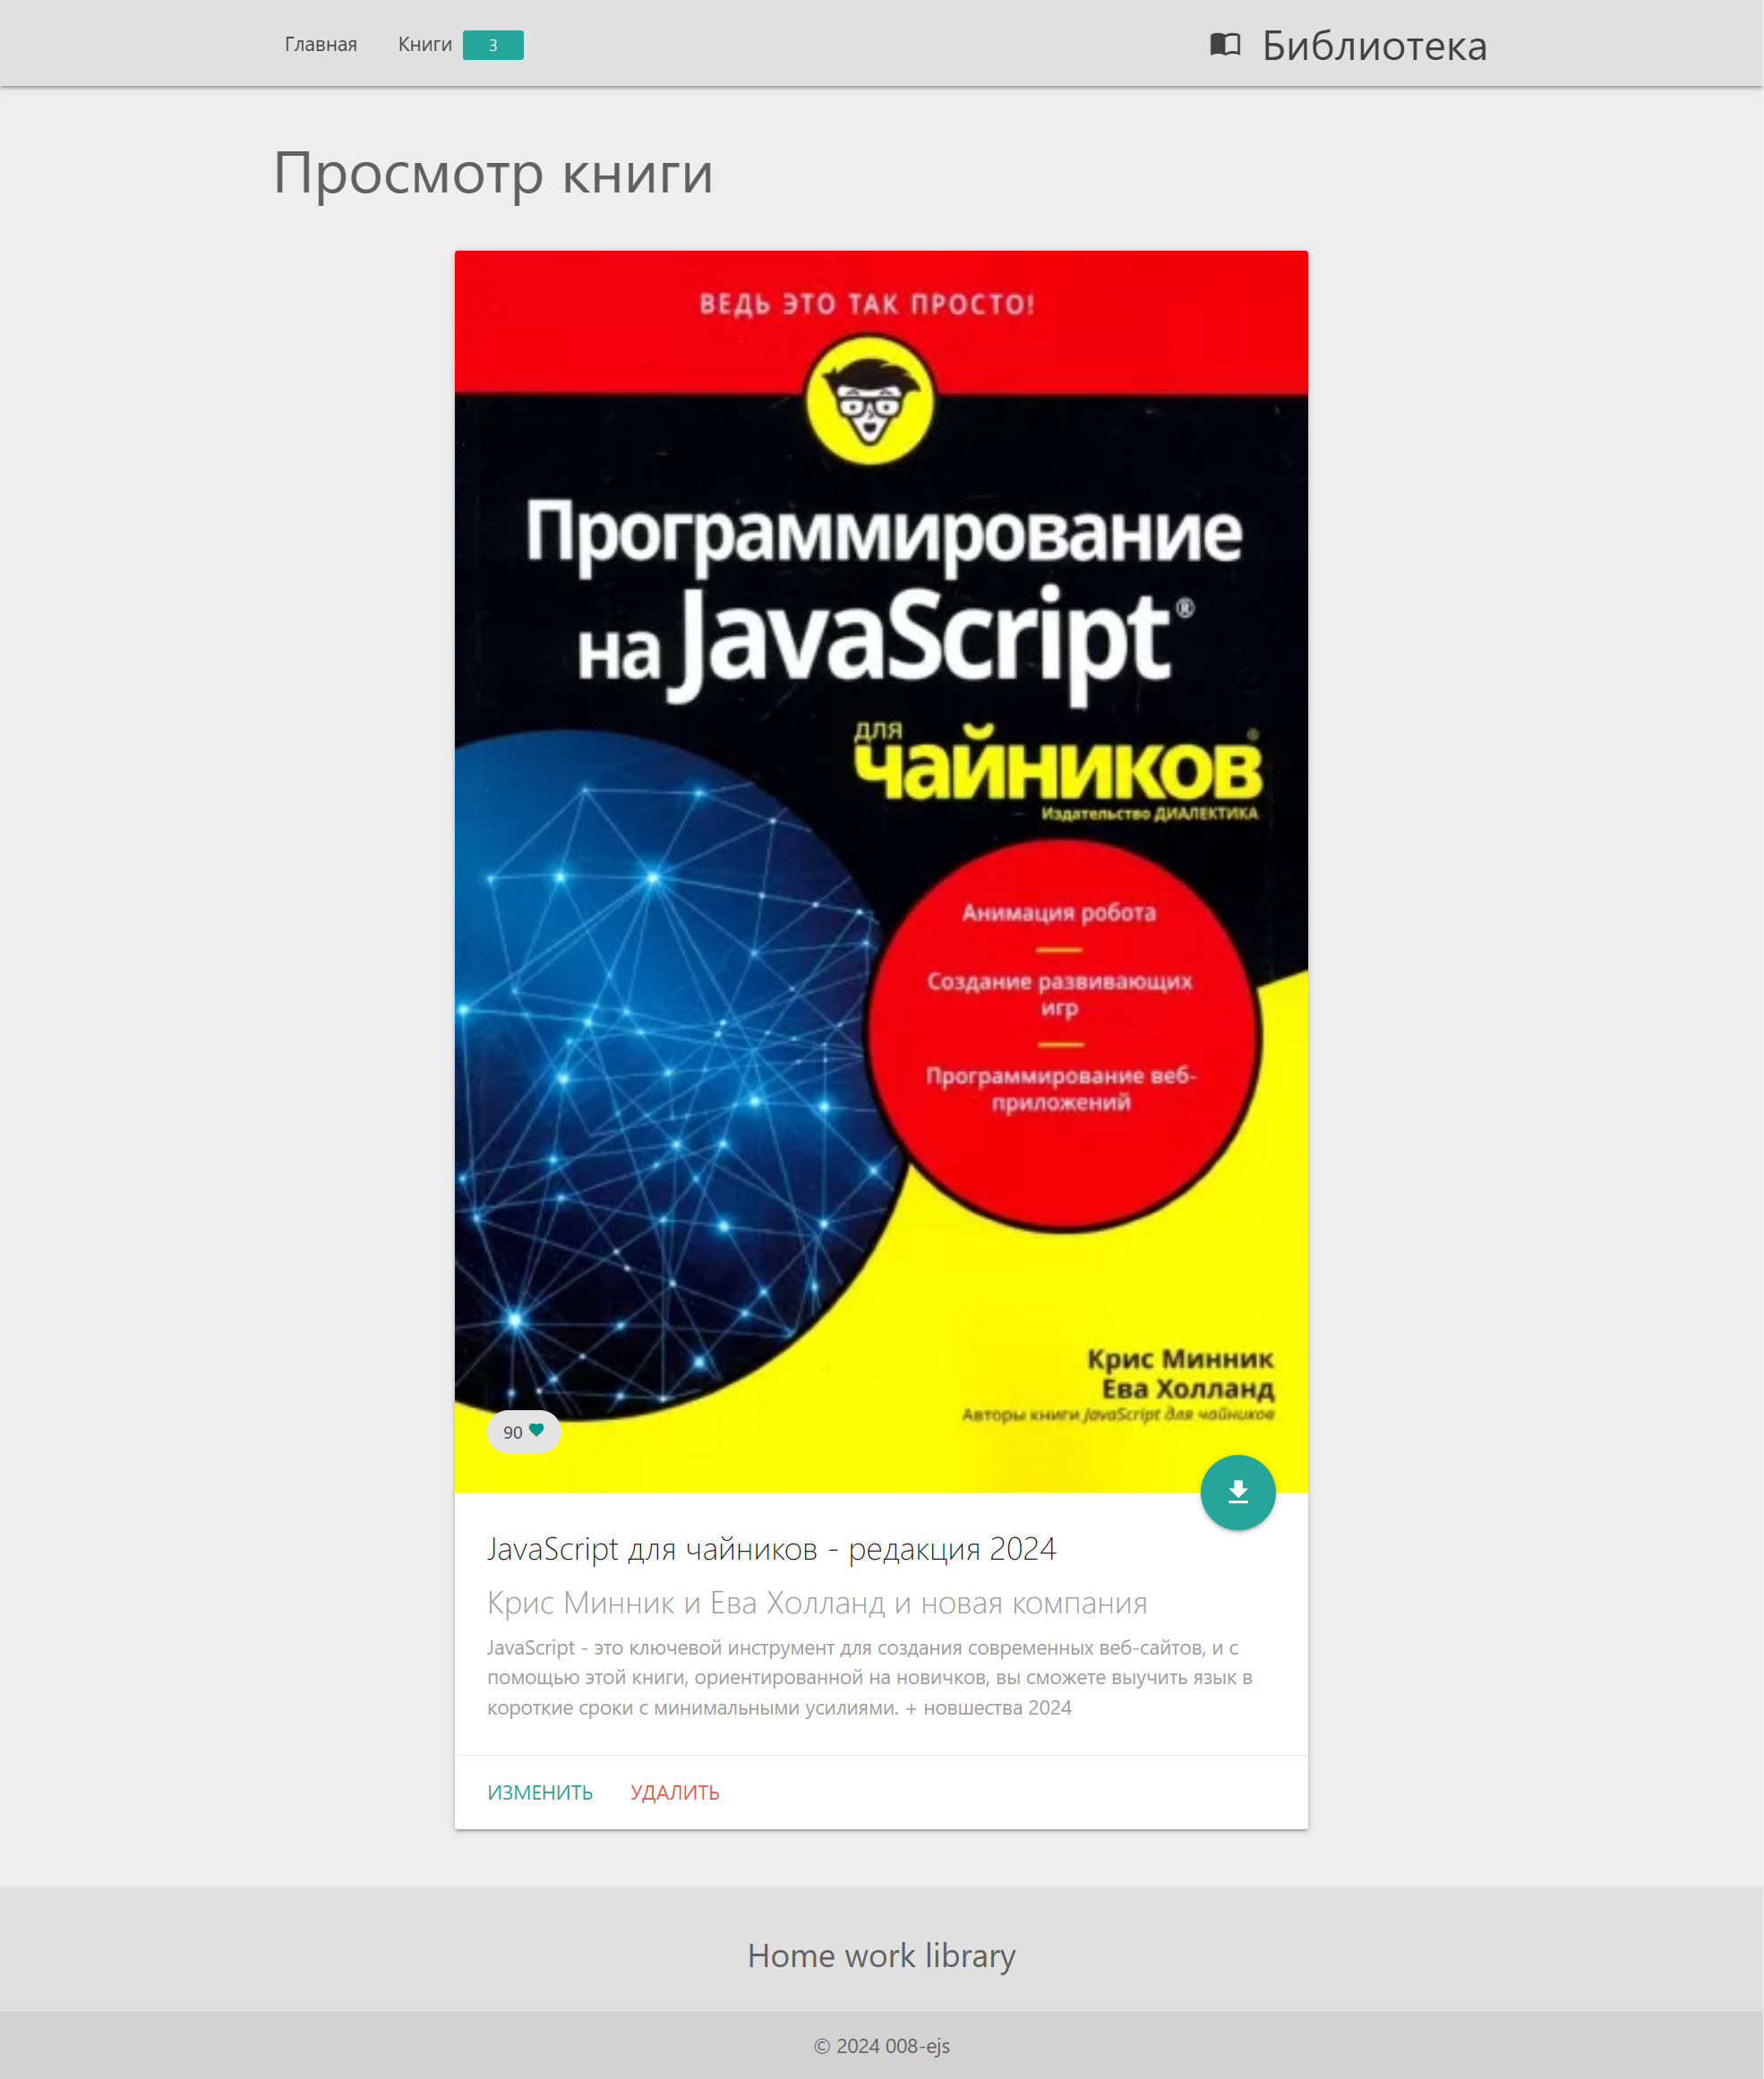 Главная
Книги
3
Библиотека
Просмотр книги
ВЕДЬ ЭТО ТАК ПРОСТО!
Программирование
на JavaScript®
для
чайников®
Издательство ДИАЛЕКТИКА
Анимация робота
Создание развивающих
игр
Программирование веб-
приложений
Крис Минник
Ева Холланд
Авторы книги JavaScript для чайников
90
JavaScript для чайников - редакция 2024
Крис Минник и Ева Холланд и новая компания
JavaScript - это ключевой инструмент для создания современных веб-сайтов, и с
помощью этой книги, ориентированной на новичков, вы сможете выучить язык в
короткие сроки с минимальными усилиями. + новшества 2024
ИЗМЕНИТЬ
УДАЛИТЬ
Home work library
© 2024 008-ejs